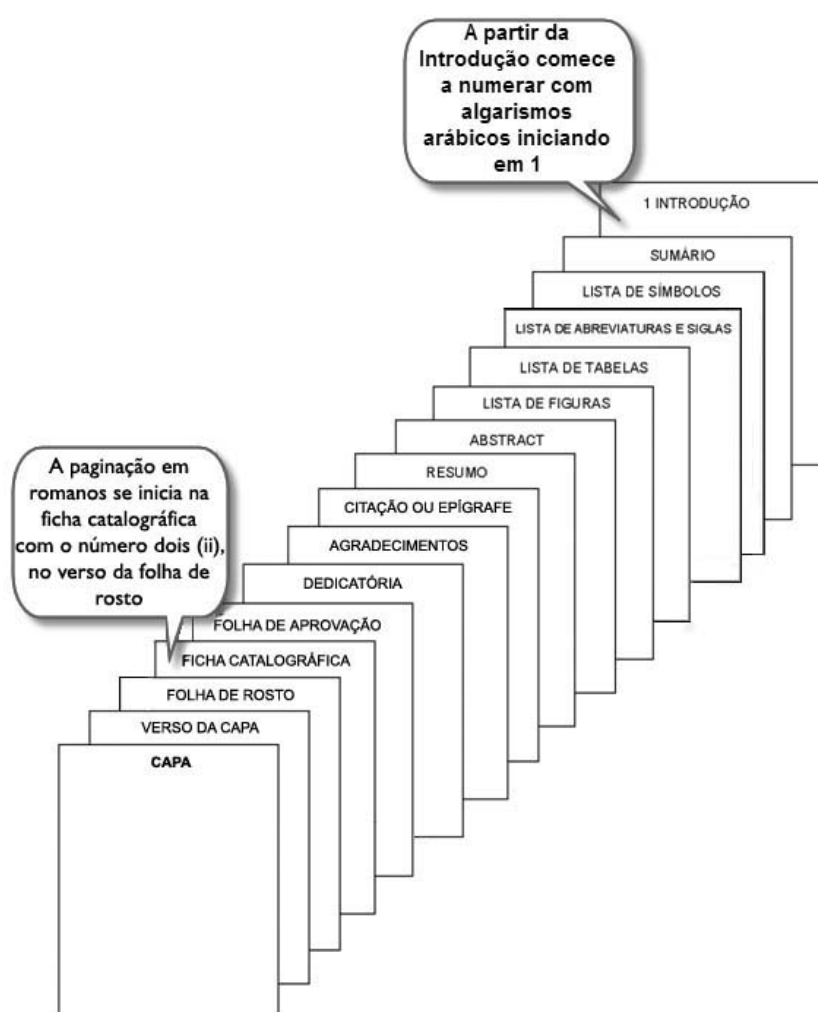 A partir da
Introdução comece
a numerar com
algarismos
arábicos iniciando
em 1
1 INTRODUÇÃO
SUMÁRIO
LISTA DE SÍMBOLOS
LISTA DE ABREVIATURAS E SIGLAS
LISTA DE TABELAS
LISTA DE FIGURAS
ABSTRACT
RESUMO
CITAÇÃO OU EPÍGRAFE
AGRADECIMENTOS
DEDICATÓRIA
FOLHA DE APROVAÇÃO
FICHA CATALOGRÁFICA
FOLHA DE ROSTO
VERSO DA CAPA
CAPA
A paginação em
romanos se inicia na
ficha catalográfica
com o número dois (ii),
no verso da folha de
rosto